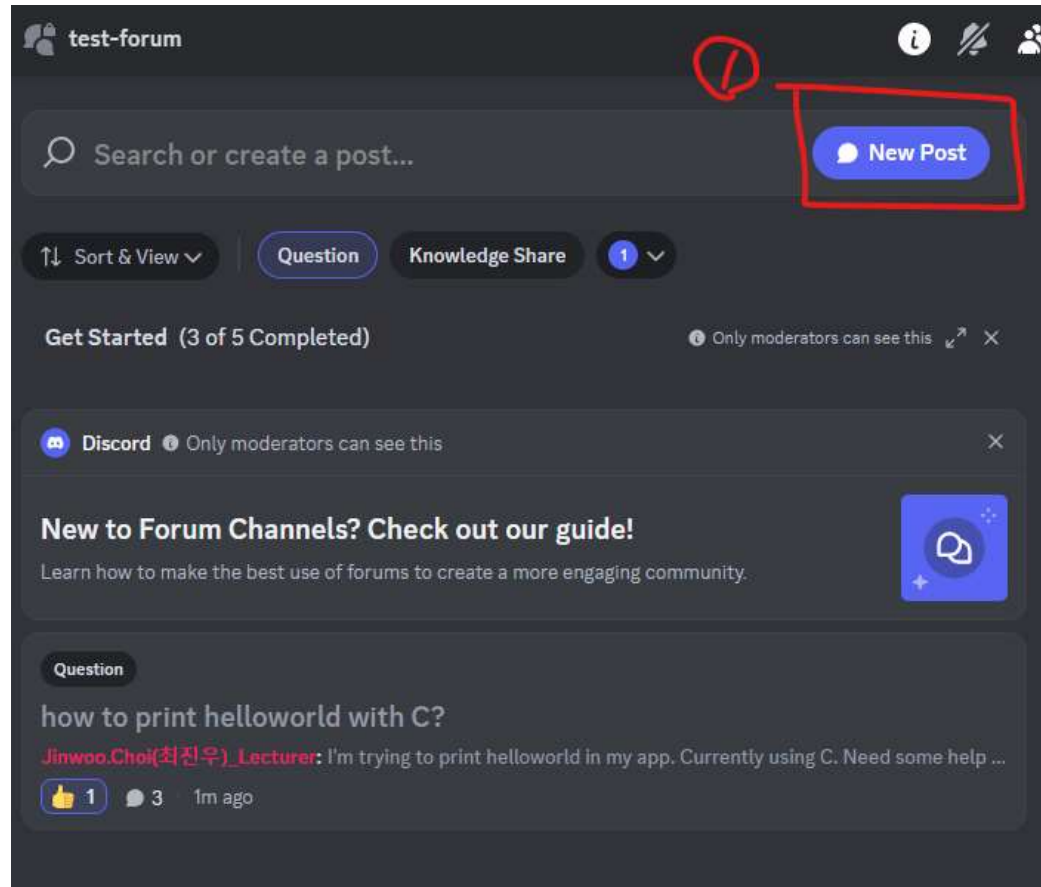 test-forum
1
Search or create a post...
New Post
Sort & View
Question
Knowledge Share
1
Get Started (3 of 5 Completed)
Only moderators can see this
Discord
Only moderators can see this
New to Forum Channels? Check out our guide!
Learn how to make the best use of forums to create a more engaging community.
Question
how to print helloworld with C?
Jinwoo.Choi(최진우)_Lecturer: I'm trying to print helloworld in my app. Currently using C. Need some help ...
1 3 1m ago